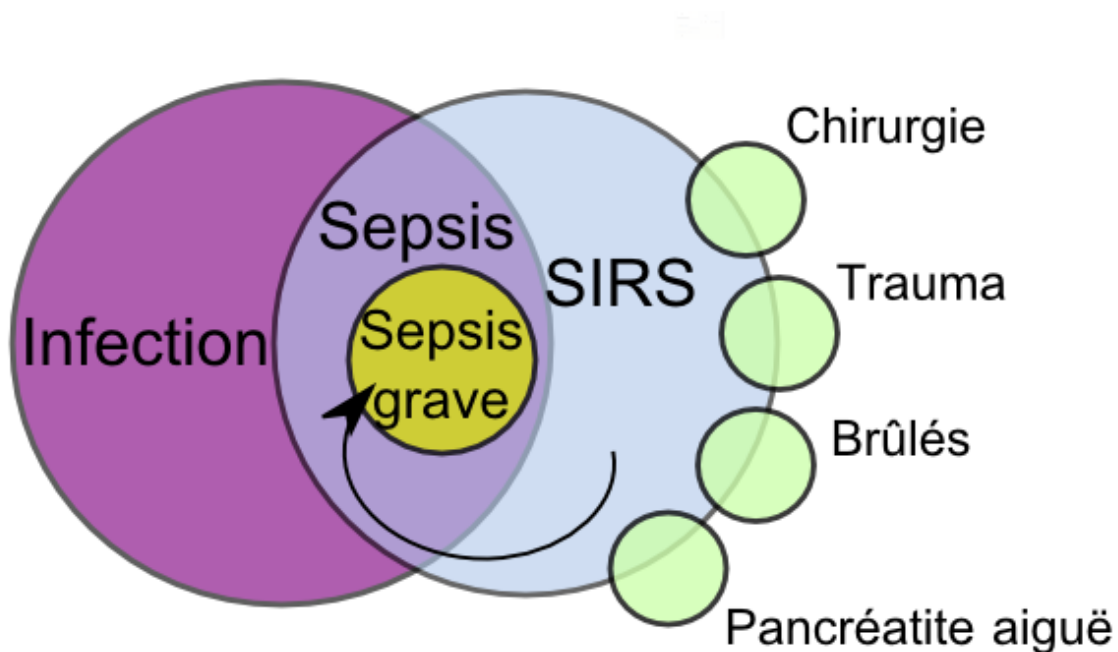 Chirurgie
Sepsis
SIRS
Trauma
Infection
Sepsis
grave
Brûlés
Pancréatite aiguë